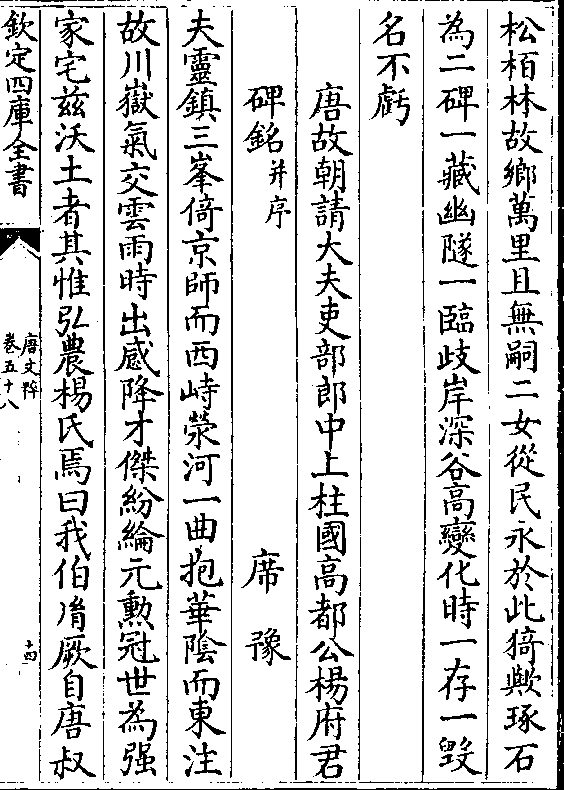 松栢林故鄉萬里且無嗣二女從民永於此猗歟琢石
為二碑一藏幽隧一臨歧岸深谷高變化時一存一毀
名不虧
唐故朝請大夫吏部郎中上柱國高都公楊府君
碑銘并序 席豫
夫靈鎮三峯倚京師而西峙滎河一曲抱華陰而東注
故川嶽氣交雲雨時出感降才傑紛綸元勲冠世為强
家宅茲沃土者其惟弘農楊氏焉曰我伯胤厥自唐叔
欽定四庫全書
唐文粹
卷五十八
十四